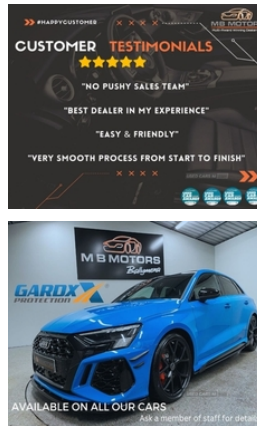 #HAPPYCUSTOMER
M B MOTORS
CUSTOMER TESTIMONIALS
"NO PUSHY SALES TEAM"
"BEST DEALER IN MY EXPERIENCE"
"EASY & FRIENDLY"
"VERY SMOOTH PROCESS FROM START TO FINISH"
M B MOTORS
Ballymena
GARDX
PROTECTION
AVAILABLE ON ALL OUR CARS
Ask a member of staff for details